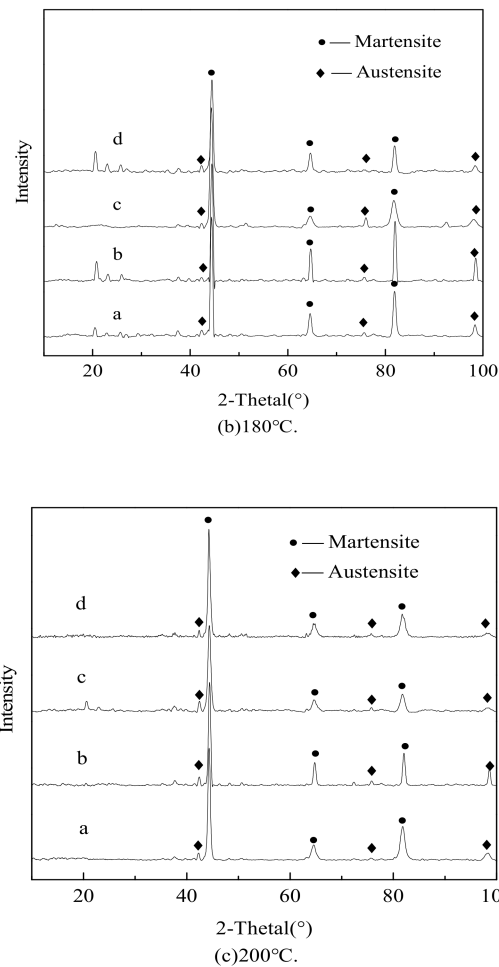 ● — Martensite
◆ — Austensite
d
c
b
a
Intensity
20 40 60 80 100
2-Thetal(°)
(b)180°C.
● — Martensite
◆ — Austensite
d
c
b
a
Intensity
20 40 60 80 100
2-Thetal(°)
(c)200°C.